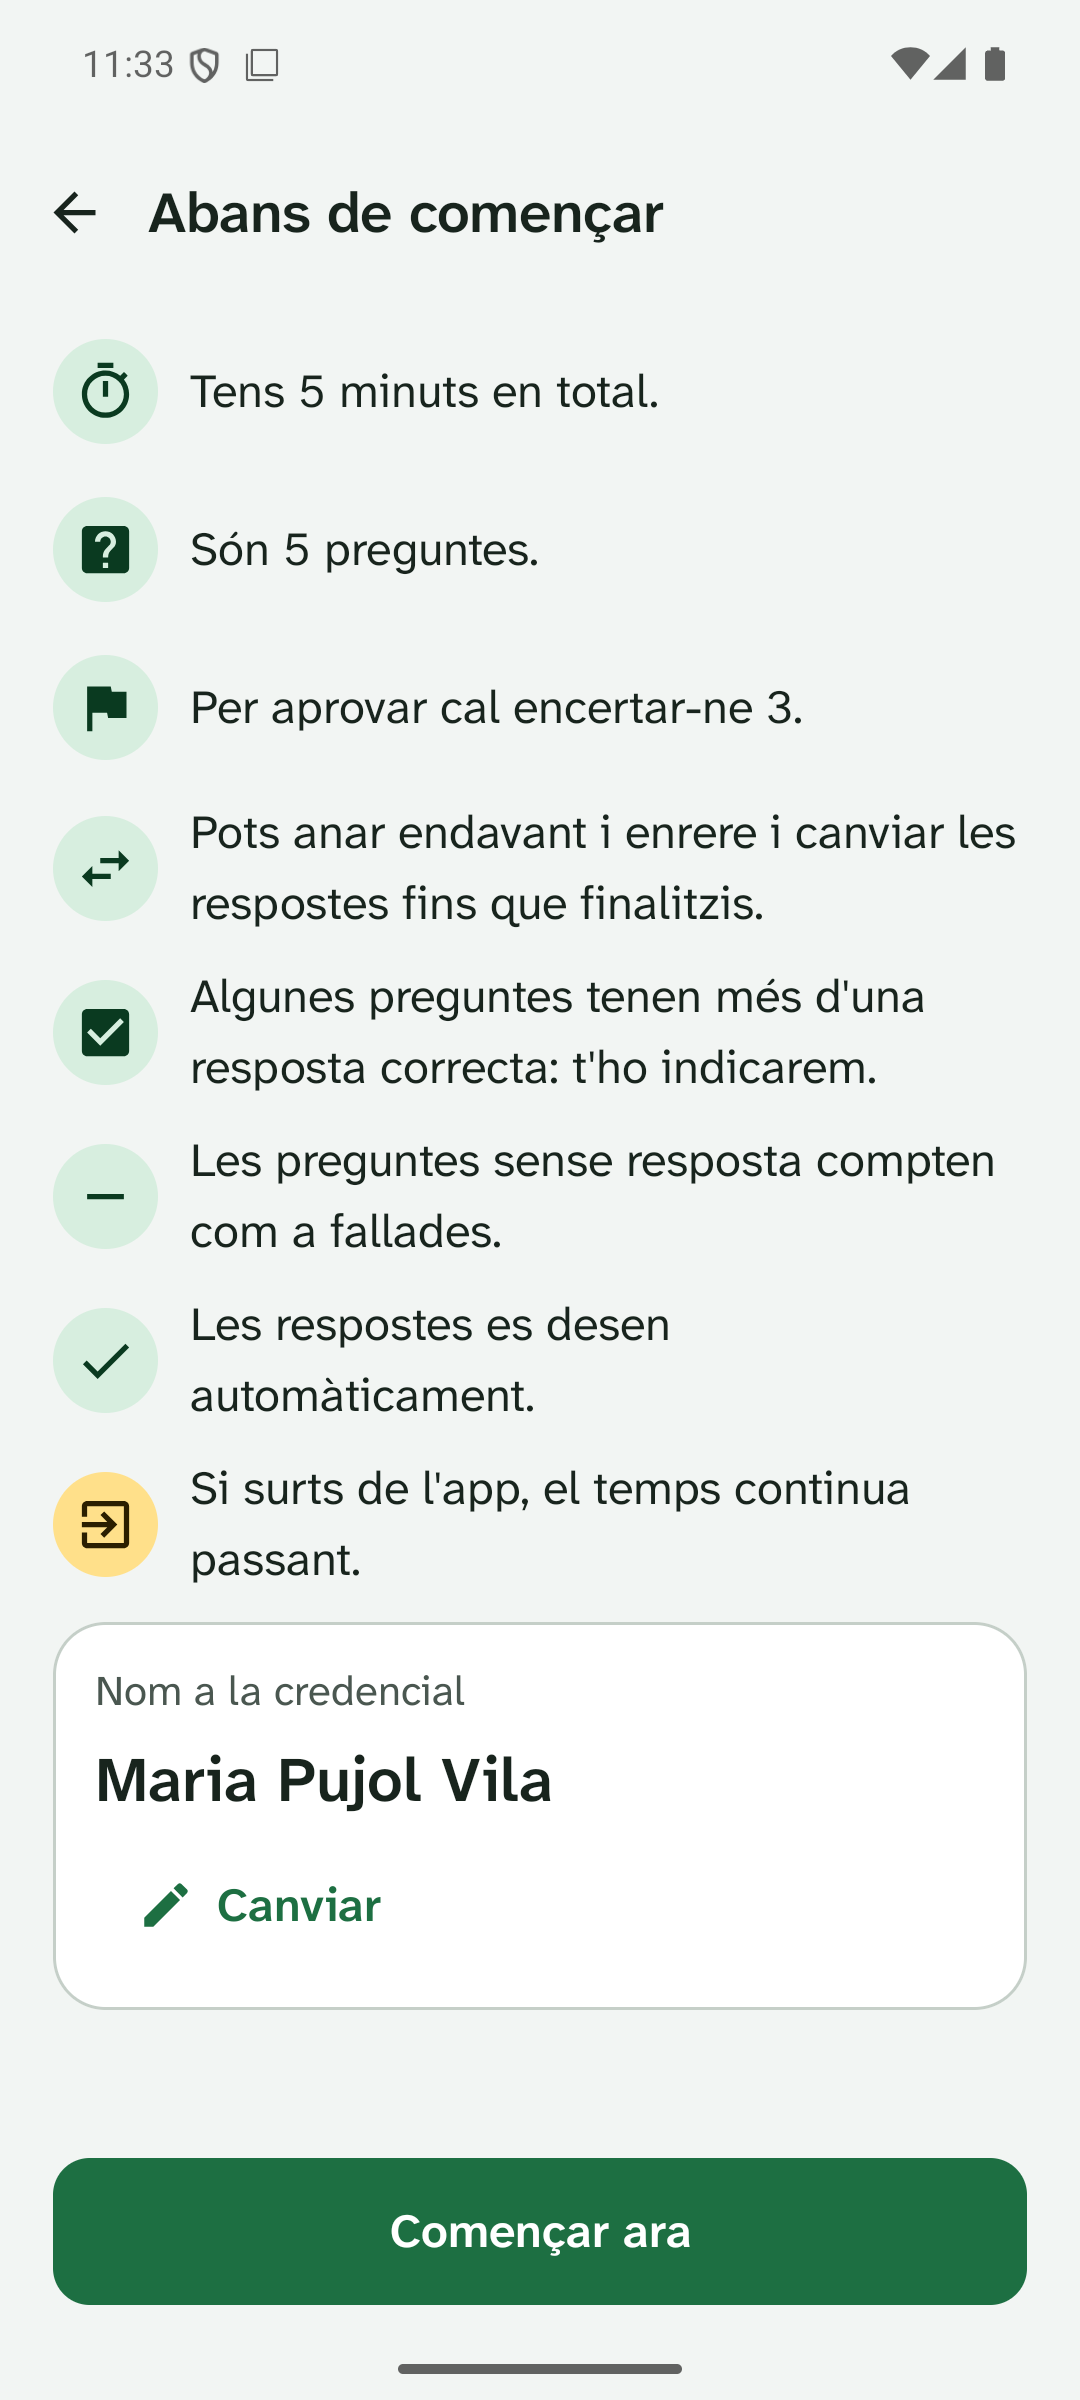 11:33
Abans de començar
Tens 5 minuts en total.
Són 5 preguntes.
Per aprovar cal encertar-ne 3.
Pots anar endavant i enrere i canviar les
respostes fins que finalitzis.
Algunes preguntes tenen més d'una
resposta correcta: t'ho indicarem.
Les preguntes sense resposta compten
com a fallades.
Les respostes es desen
automàticament.
Si surts de l'app, el temps continua
passant.
Nom a la credencial
Maria Pujol Vila
Canviar
Començar ara